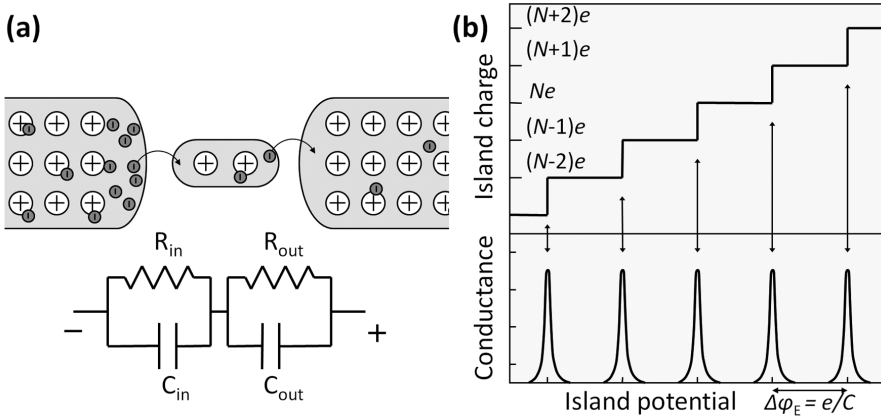 (a)
+ + +
+ + +
+ + +
+ +
+ + + +
+ + + +
+ + + +
R_in R_out
− +
C_in C_out
(b)
Island charge
(N+2)e
(N+1)e
Ne
(N-1)e
(N-2)e
Conductance
Island potential
Δφ_E = e/C